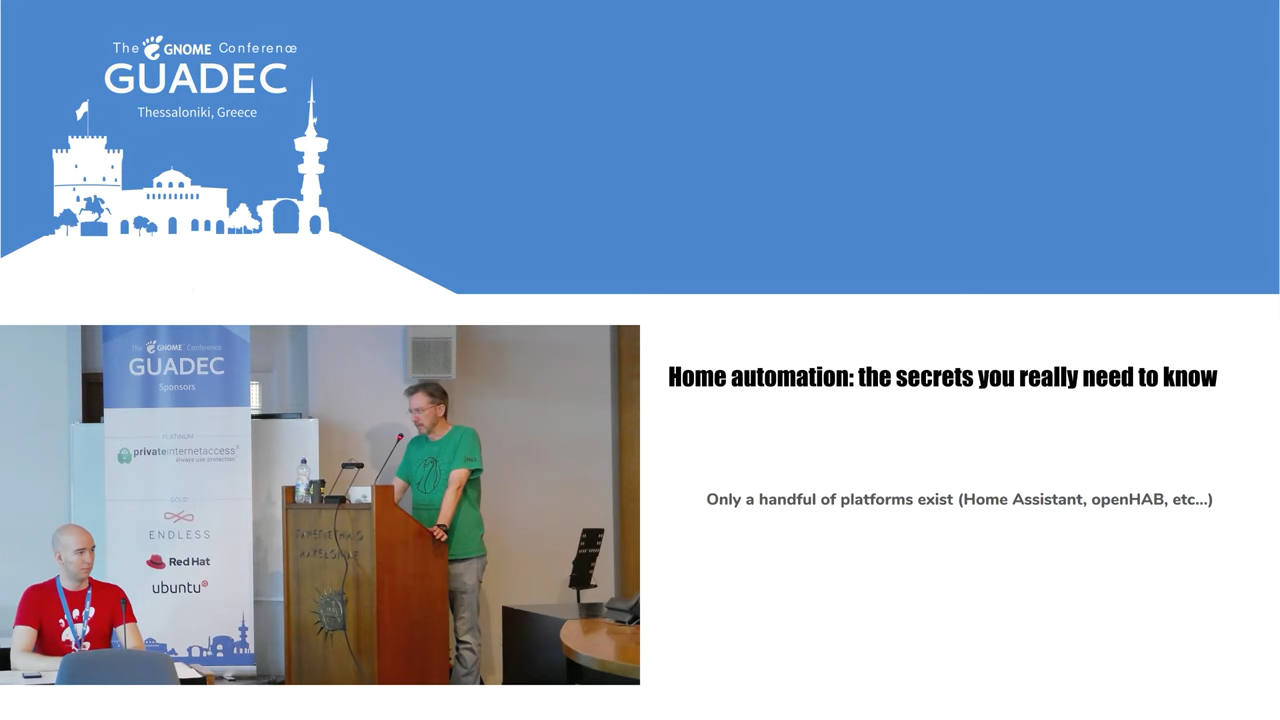 The GNOME Conference
GUADEC
Thessaloniki, Greece
The GNOME Conference
GUADEC
Sponsors
PLATINUM
privateinternetaccess®
always use protection®
GOLD
ENDLESS
Red Hat
ubuntu®
Home automation: the secrets you really need to know
Only a handful of platforms exist (Home Assistant, openHAB, etc...)